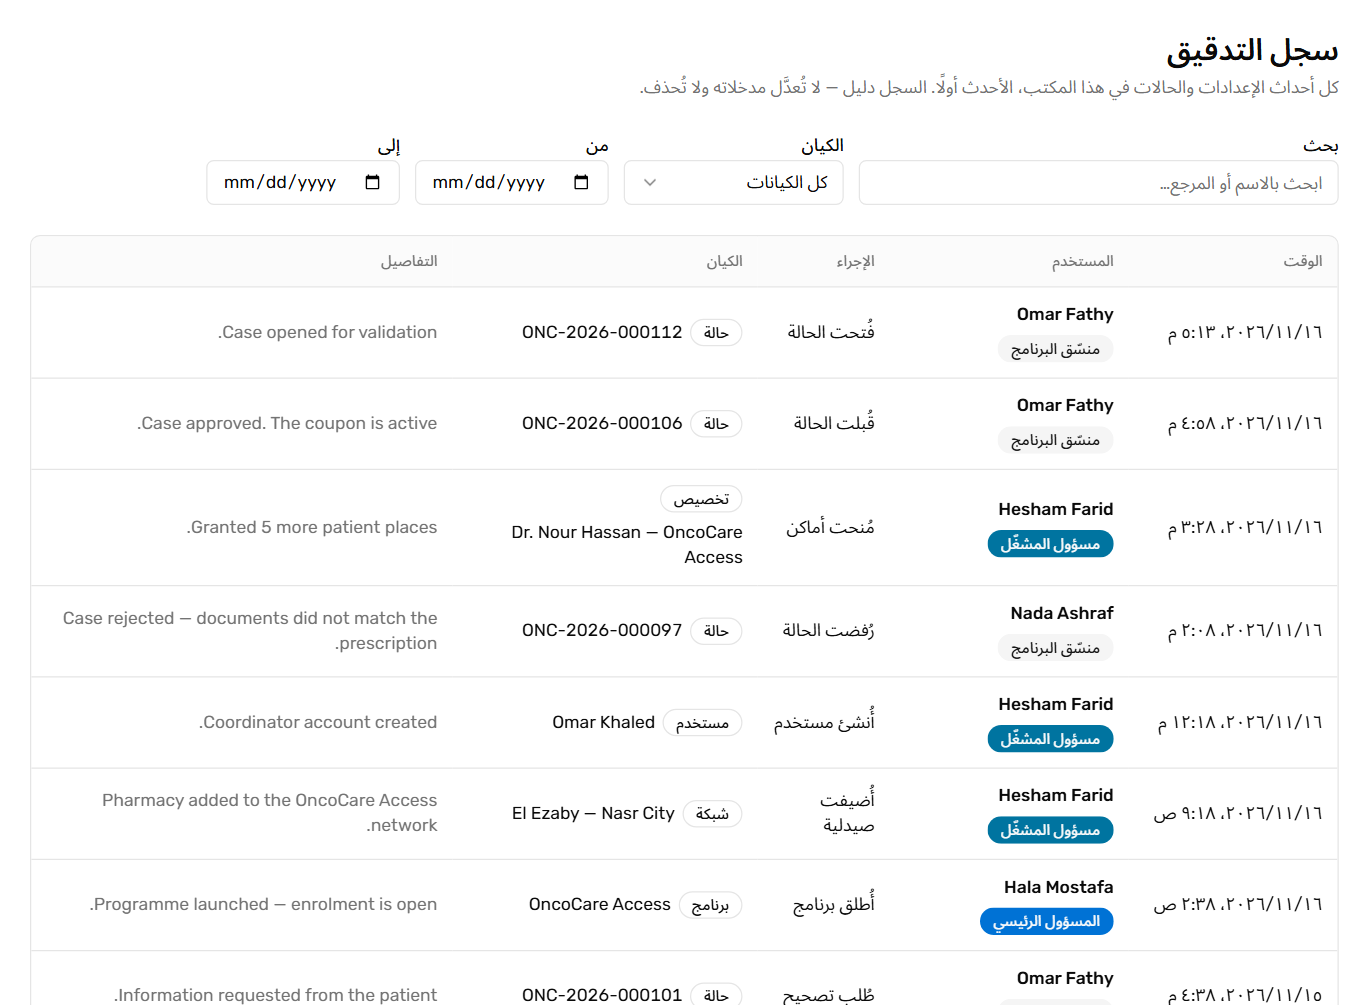 سجل التدقيق
كل أحداث الإعدادات والحالات في هذا المكتب، الأحدث أولًا. السجل دليل — لا تُعدَّل مدخلاته ولا تُحذف.
بحث
ابحث بالاسم أو المرجع...
الكيان
كل الكيانات
من
mm/dd/yyyy
إلى
mm/dd/yyyy
الوقت المستخدم الإجراء الكيان التفاصيل
٢٠٢٦/١١/١٦، ٥:١٣ م
Omar Fathy
منسّق البرنامج
فُتحت الحالة
حالة ONC-2026-000112
Case opened for validation.
٢٠٢٦/١١/١٦، ٤:٥٨ م
Omar Fathy
منسّق البرنامج
قُبلت الحالة
حالة ONC-2026-000106
Case approved. The coupon is active.
٢٠٢٦/١١/١٦، ٣:٢٨ م
Hesham Farid
مسؤول المشغّل
مُنحت أماكن
تخصيص
Dr. Nour Hassan — OncoCare
Access
Granted 5 more patient places.
٢٠٢٦/١١/١٦، ٢:٠٨ م
Nada Ashraf
منسّق البرنامج
رُفضت الحالة
حالة ONC-2026-000097
Case rejected — documents did not match the
prescription.
٢٠٢٦/١١/١٦، ١٢:١٨ م
Hesham Farid
مسؤول المشغّل
أُنشئ مستخدم
مستخدم Omar Khaled
Coordinator account created.
٢٠٢٦/١١/١٦، ٩:١٨ ص
Hesham Farid
مسؤول المشغّل
أُضيفت
صيدلية
شبكة El Ezaby — Nasr City
Pharmacy added to the OncoCare Access
network.
٢٠٢٦/١١/١٦، ٢:٣٨ ص
Hala Mostafa
المسؤول الرئيسي
أُطلق برنامج
برنامج OncoCare Access
Programme launched — enrolment is open.
٢٠٢٦/١١/١٥، ٤:٣٨ م
Omar Fathy
طُلب تصحيح
حالة ONC-2026-000101
Information requested from the patient.